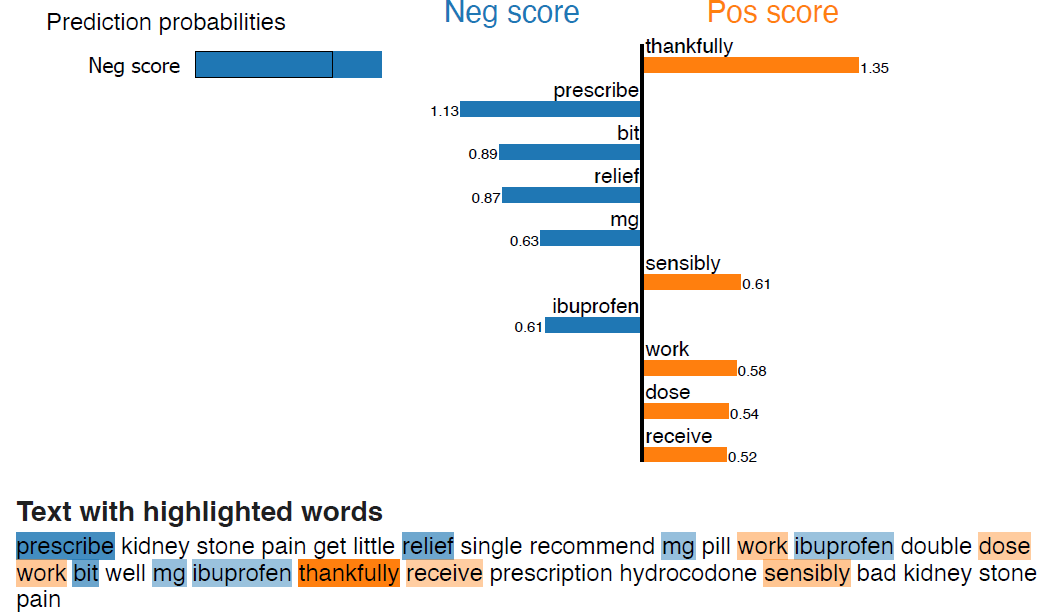 Prediction probabilities
Neg score
Neg score
Pos score
thankfully
1.35
prescribe
1.13
bit
0.89
relief
0.87
mg
0.63
sensibly
0.61
ibuprofen
0.61
work
0.58
dose
0.54
receive
0.52
Text with highlighted words
prescribe kidney stone pain get little relief single recommend mg pill work ibuprofen double dose
work bit well mg ibuprofen thankfully receive prescription hydrocodone sensibly bad kidney stone
pain